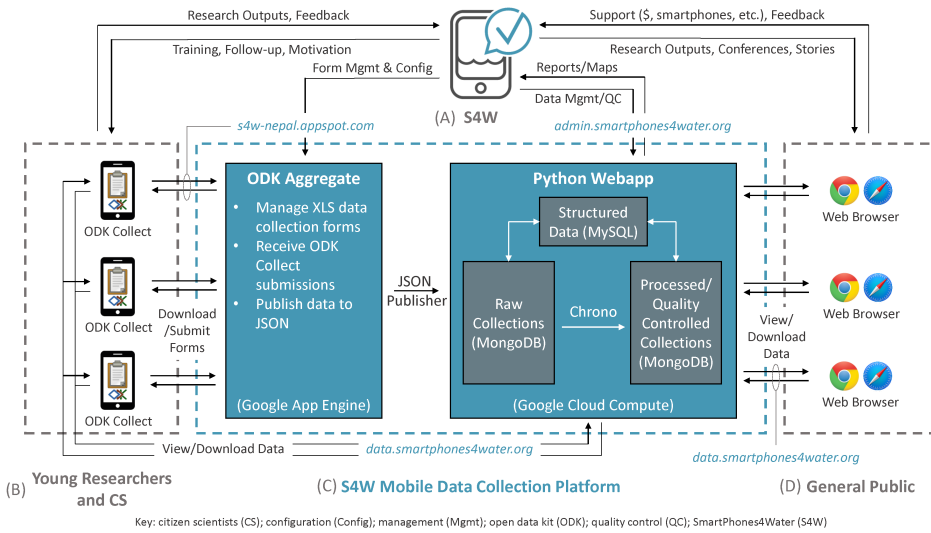 Research Outputs, Feedback
Support ($, smartphones, etc.), Feedback
Training, Follow-up, Motivation
Research Outputs, Conferences, Stories
Form Mgmt & Config
Reports/Maps
Data Mgmt/QC
(A) S4W
s4w-nepal.appspot.com
admin.smartphones4water.org
ODK Collect
ODK Collect
ODK Collect
Download
/Submit
Forms
ODK Aggregate
• Manage XLS data
collection forms
• Receive ODK
Collect
submissions
• Publish data to
JSON
(Google App Engine)
JSON
Publisher
Python Webapp
Structured
Data (MySQL)
Raw
Collections
(MongoDB)
Chrono
Processed/
Quality
Controlled
Collections
(MongoDB)
(Google Cloud Compute)
Web Browser
Web Browser
Web Browser
View/
Download
Data
View/Download Data
data.smartphones4water.org
data.smartphones4water.org
(B) Young Researchers
and CS
(C) S4W Mobile Data Collection Platform
(D) General Public
Key: citizen scientists (CS); configuration (Config); management (Mgmt); open data kit (ODK); quality control (QC); SmartPhones4Water (S4W)